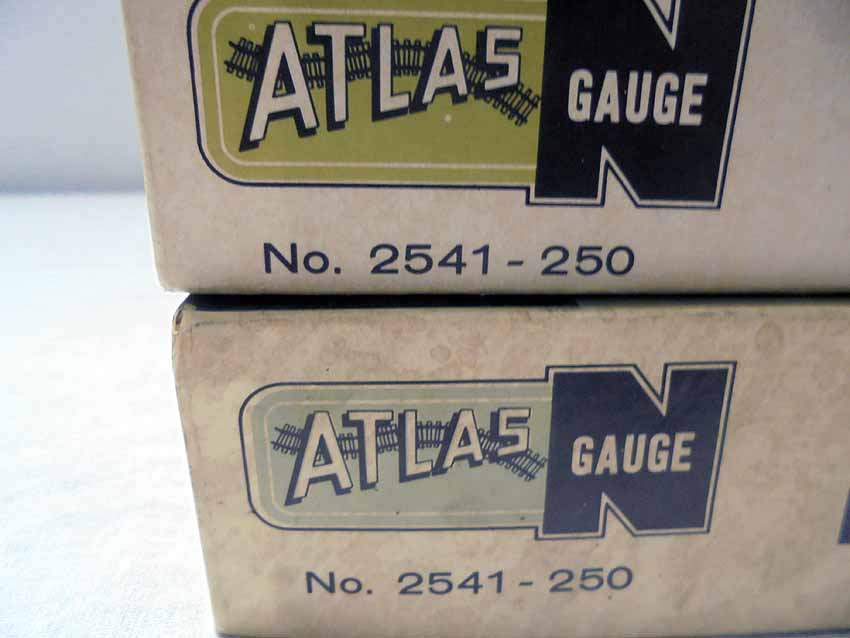 ATLAS N GAUGE
No. 2541 - 250
ATLAS N GAUGE
No. 2541 - 250